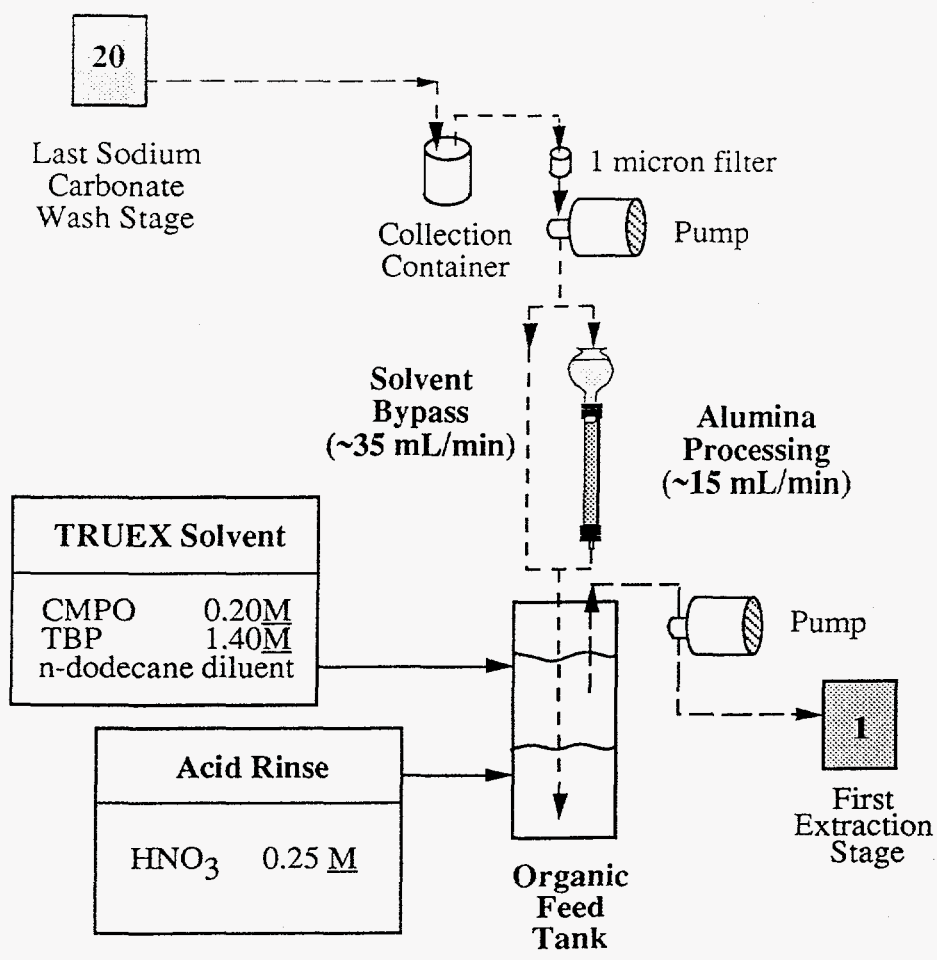 20
Last Sodium
Carbonate
Wash Stage
1 micron filter
Collection
Container
Pump
Solvent
Bypass
(~35 mL/min)
Alumina
Processing
(~15 mL/min)
TRUEX Solvent
CMPO 0.20M
TBP 1.40M
n-dodecane diluent
Pump
Acid Rinse
HNO3 0.25 M
1
First
Extraction
Stage
Organic
Feed
Tank